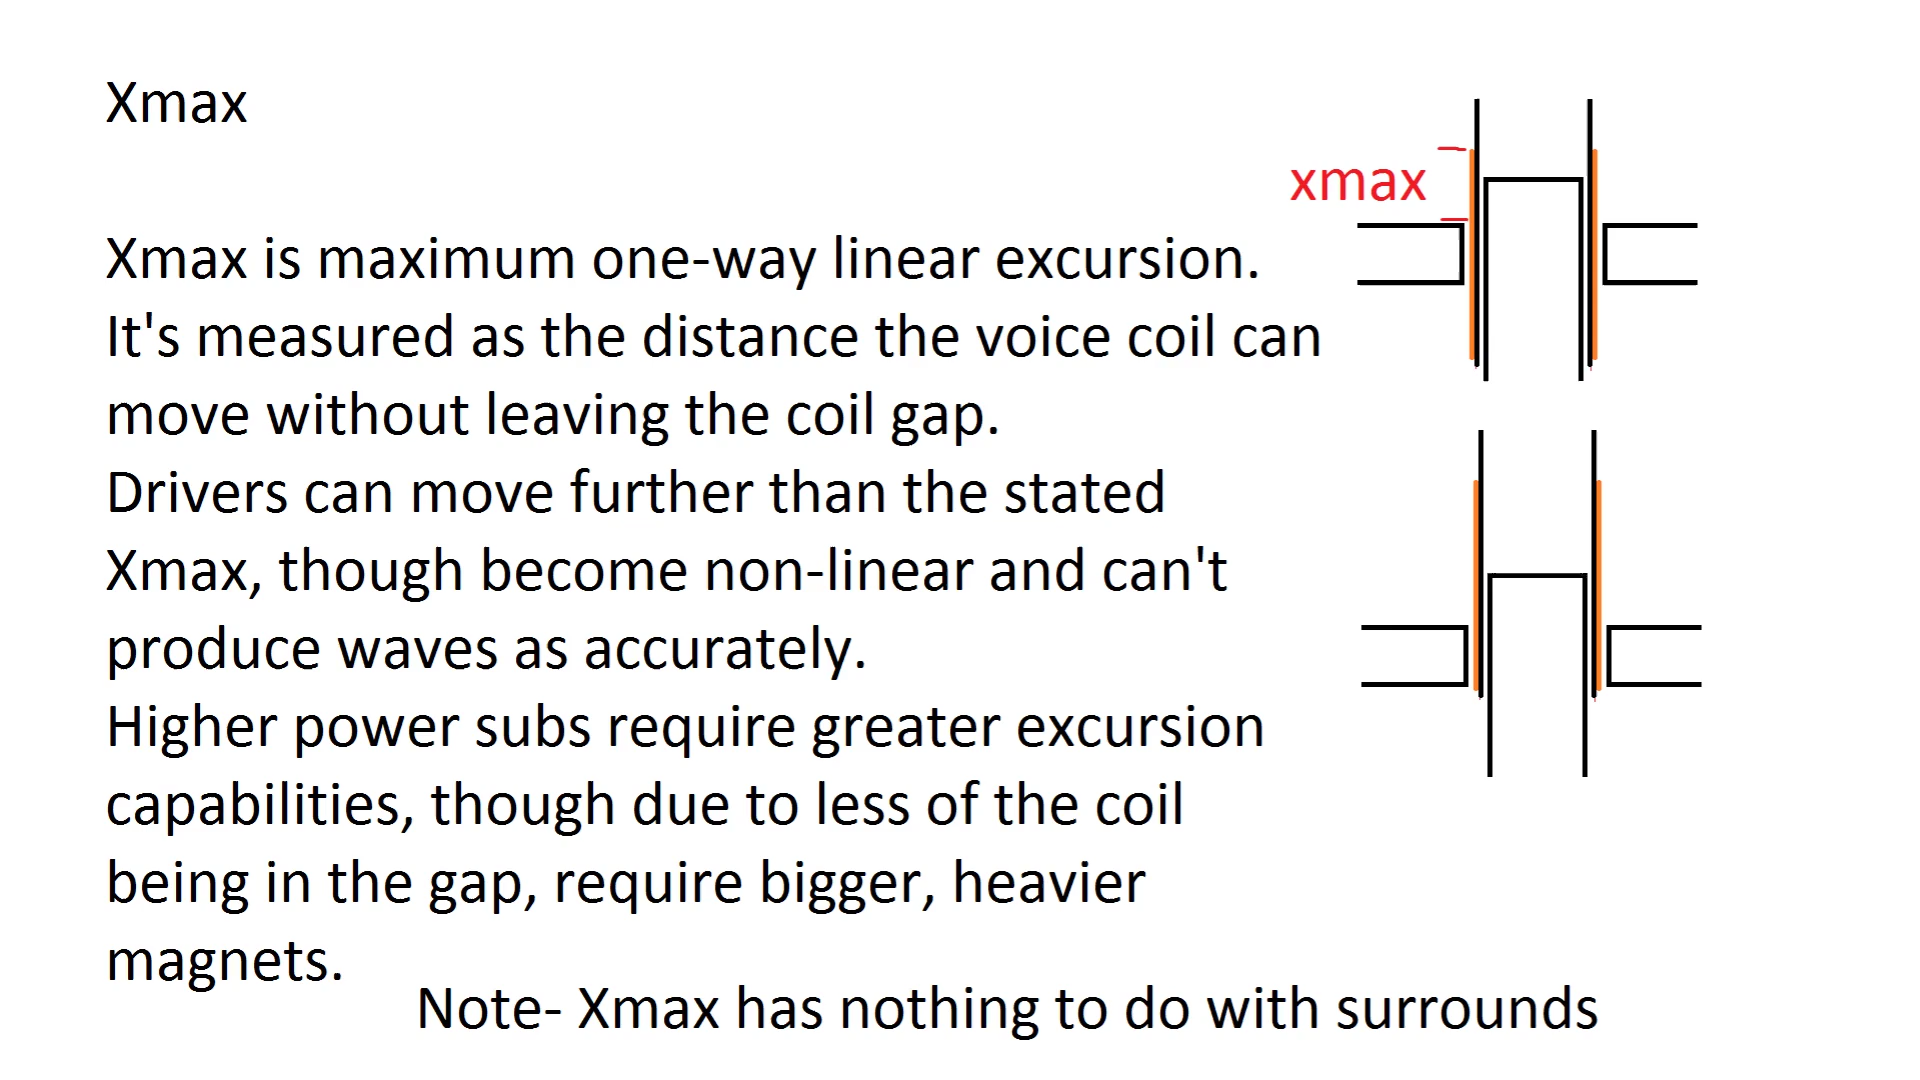 Xmax
xmax
Xmax is maximum one-way linear excursion.
It's measured as the distance the voice coil can
move without leaving the coil gap.
Drivers can move further than the stated
Xmax, though become non-linear and can't
produce waves as accurately.
Higher power subs require greater excursion
capabilities, though due to less of the coil
being in the gap, require bigger, heavier
magnets.
Note- Xmax has nothing to do with surrounds